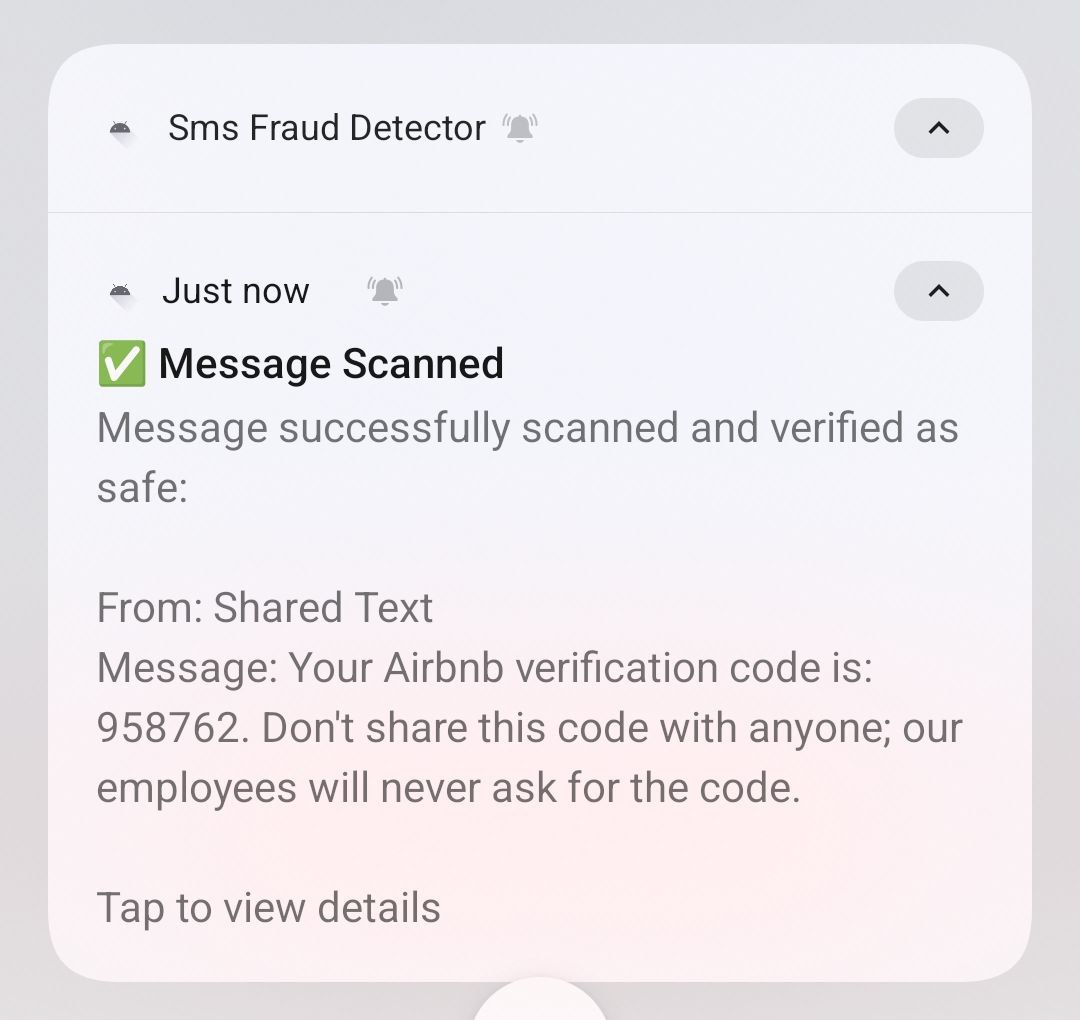 Sms Fraud Detector
Just now
✅ Message Scanned
Message successfully scanned and verified as
safe:
From: Shared Text
Message: Your Airbnb verification code is:
958762. Don't share this code with anyone; our
employees will never ask for the code.
Tap to view details